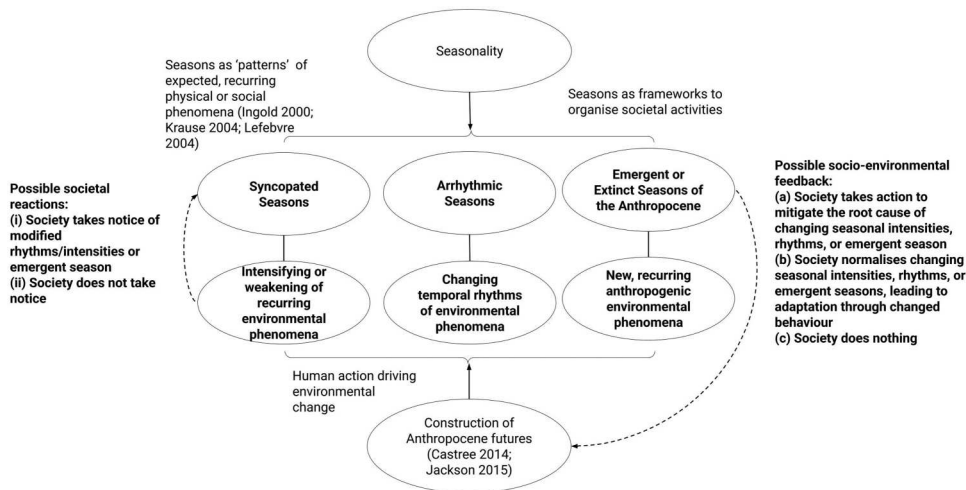 Seasonality
Seasons as ‘patterns’ of
expected, recurring
physical or social
phenomena (Ingold 2000;
Krause 2004; Lefebvre
2004)
Seasons as frameworks to
organise societal activities
Possible societal
reactions:
(i) Society takes notice of
modified
rhythms/intensities or
emergent season
(ii) Society does not take
notice
Syncopated
Seasons
Arrhythmic
Seasons
Emergent or
Extinct Seasons of
the Anthropocene
Possible socio-environmental
feedback:
(a) Society takes action to
mitigate the root cause of
changing seasonal intensities,
rhythms, or emergent season
(b) Society normalises changing
seasonal intensities, rhythms, or
emergent seasons, leading to
adaptation through changed
behaviour
(c) Society does nothing
Intensifying or
weakening of
recurring
environmental
phenomena
Changing
temporal rhythms
of environmental
phenomena
New, recurring
anthropogenic
environmental
phenomena
Human action driving
environmental
change
Construction of
Anthropocene futures
(Castree 2014;
Jackson 2015)